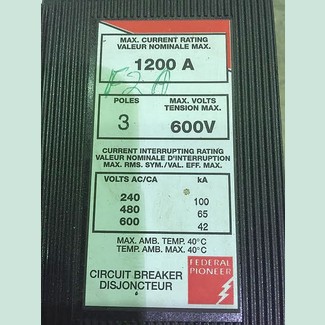 MAX. CURRENT RATING
VALEUR NOMINALE MAX.
1200 A
F20
POLES
3
MAX. VOLTS
TENSION MAX.
600V
CURRENT INTERRUPTING RATING
VALEUR NOMINALE D'INTERRUPTION
MAX. RMS. SYM./VAL. EFF. MAX.
VOLTS AC/CA kA
240 100
480 65
600 42
MAX. AMB. TEMP. 40°C
TEMP. AMB. MAX. 40°C
CIRCUIT BREAKER
DISJONCTEUR
FEDERAL
PIONEER